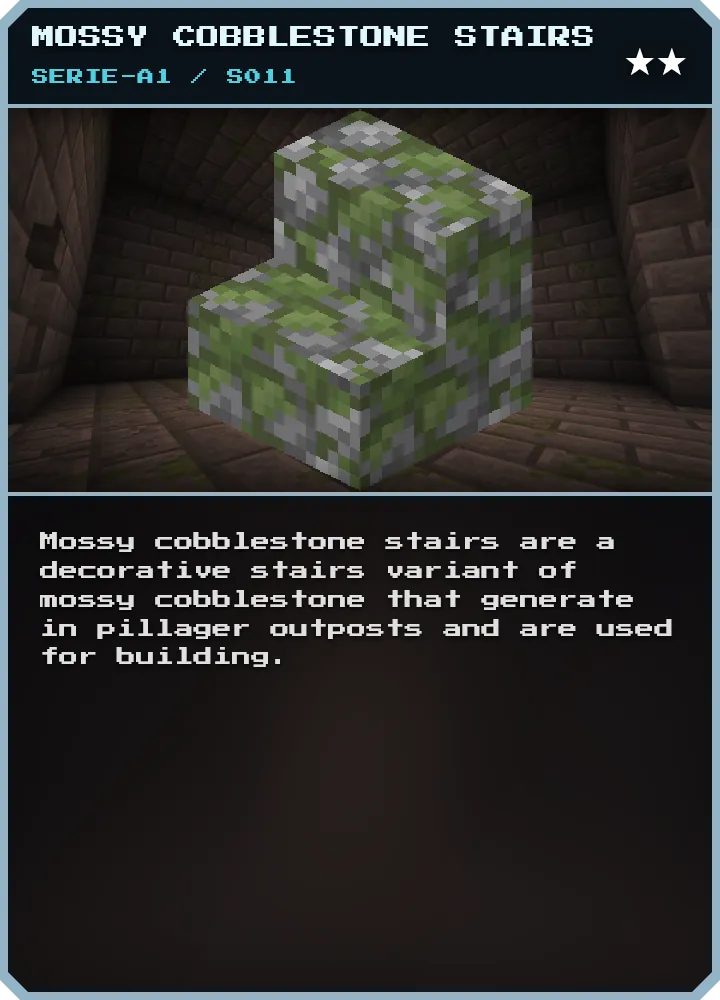 MOSSY COBBLESTONE STAIRS
SERIE-A1 / S011
Mossy cobblestone stairs are a
decorative stairs variant of
mossy cobblestone that generate
in pillager outposts and are used
for building.